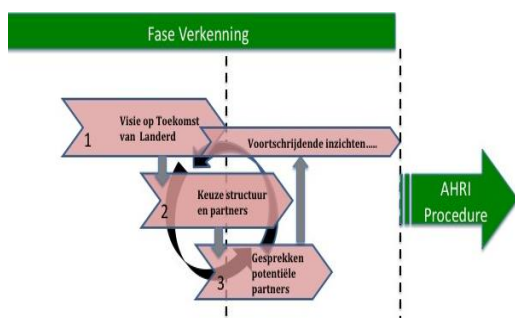 Fase Verkenning
Visie op Toekomst
van Landerd
1
Voortschrijdende inzichten.....
Keuze structuur
en partners
2
AHRI
Procedure
Gesprekken
potentiële
partners
3